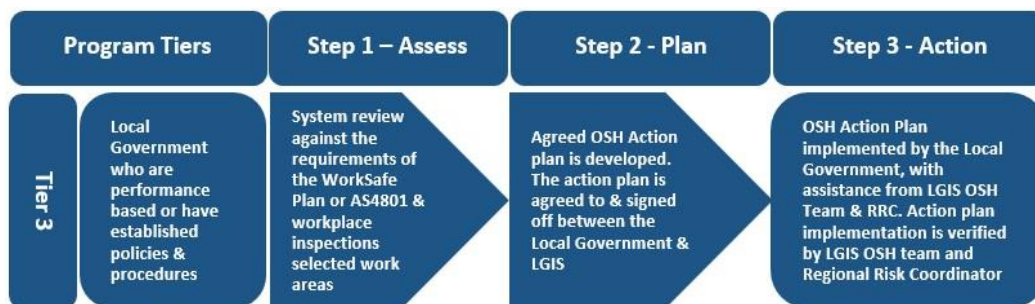 Program Tiers
Step 1 – Assess
Step 2 - Plan
Step 3 - Action
Tier 3
Local
Government
who are
performance
based or have
established
policies &
procedures
System review
against the
requirements of
the WorkSafe
Plan or AS4801 &
workplace
inspections
selected work
areas
Agreed OSH Action
plan is developed.
The action plan is
agreed to & signed
off between the
Local Government &
LGIS
OSH Action Plan
implemented by the Local
Government, with
assistance from LGIS OSH
Team & RRC. Action plan
implementation is verified
by LGIS OSH team and
Regional Risk Coordinator